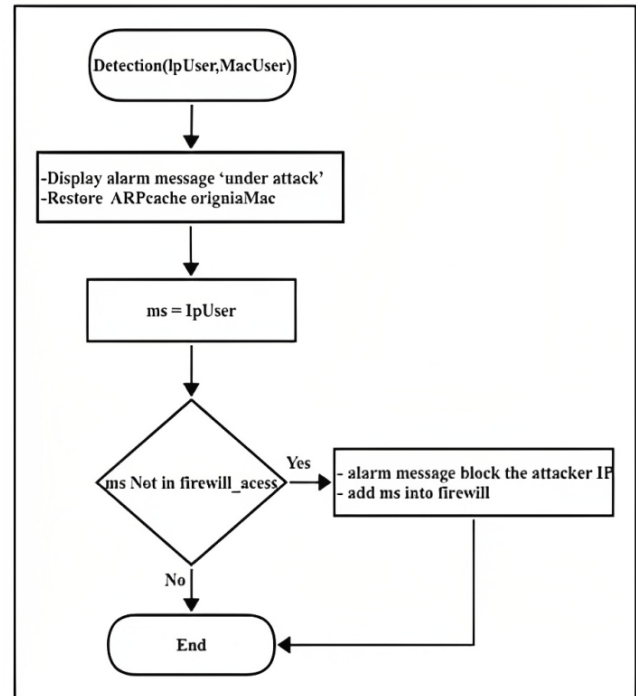 Detection(IpUser,MacUser)
-Display alarm message ‘under attack’
-Restore ARPcache origniaMac
ms = IpUser
ms Not in firewill_acess
Yes
- alarm message block the attacker IP
- add ms into firewill
No
End